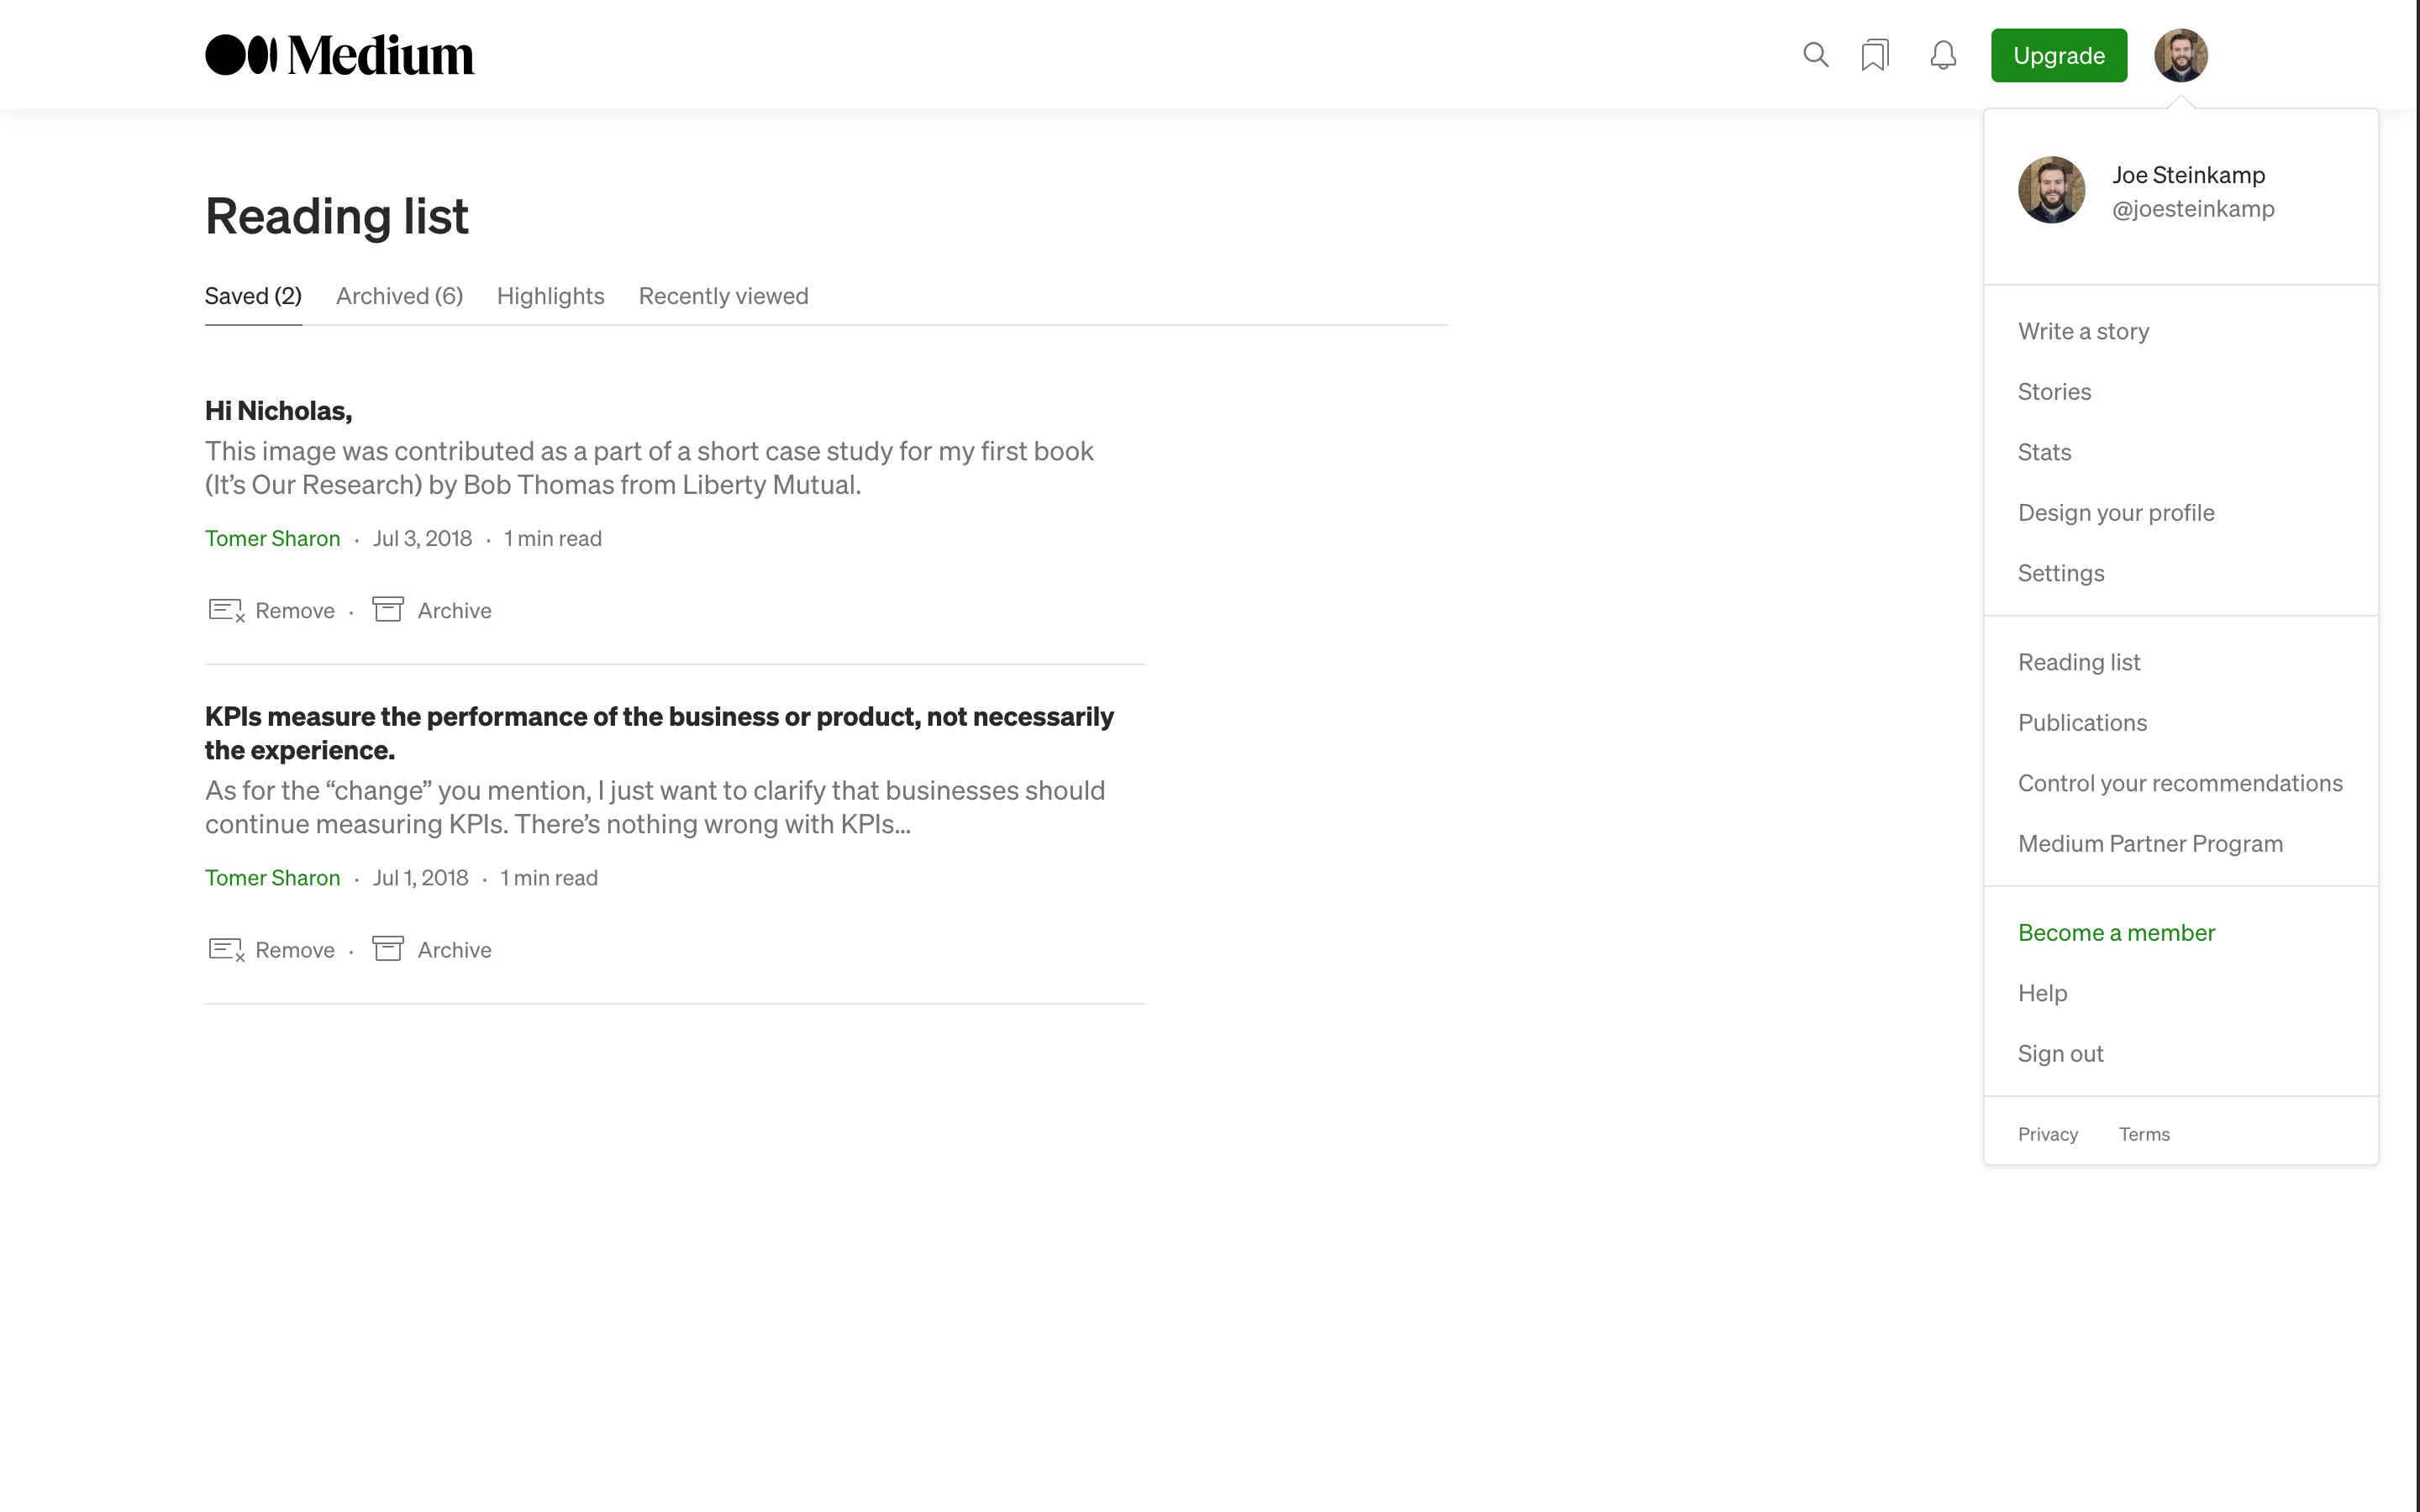 Medium
Upgrade
Reading list
Saved (2) Archived (6) Highlights Recently viewed
Hi Nicholas,
This image was contributed as a part of a short case study for my first book
(It’s Our Research) by Bob Thomas from Liberty Mutual.
Tomer Sharon · Jul 3, 2018 · 1 min read
Remove · Archive
KPIs measure the performance of the business or product, not necessarily
the experience.
As for the “change” you mention, I just want to clarify that businesses should
continue measuring KPIs. There’s nothing wrong with KPIs...
Tomer Sharon · Jul 1, 2018 · 1 min read
Remove · Archive
Joe Steinkamp
@joesteinkamp
Write a story
Stories
Stats
Design your profile
Settings
Reading list
Publications
Control your recommendations
Medium Partner Program
Become a member
Help
Sign out
Privacy Terms